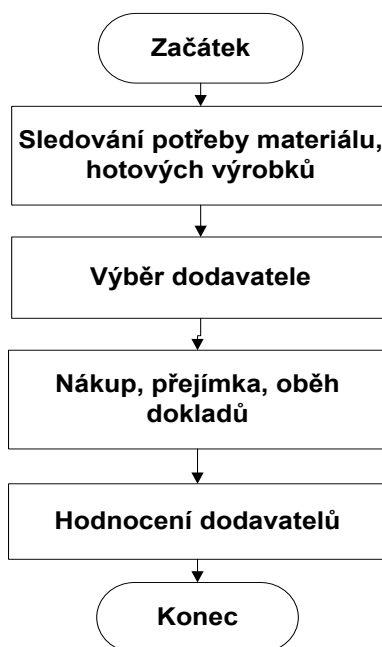 Začátek
Sledování potřeby materiálu,
hotových výrobků
Výběr dodavatele
Nákup, přejímka, oběh
dokladů
Hodnocení dodavatelů
Konec